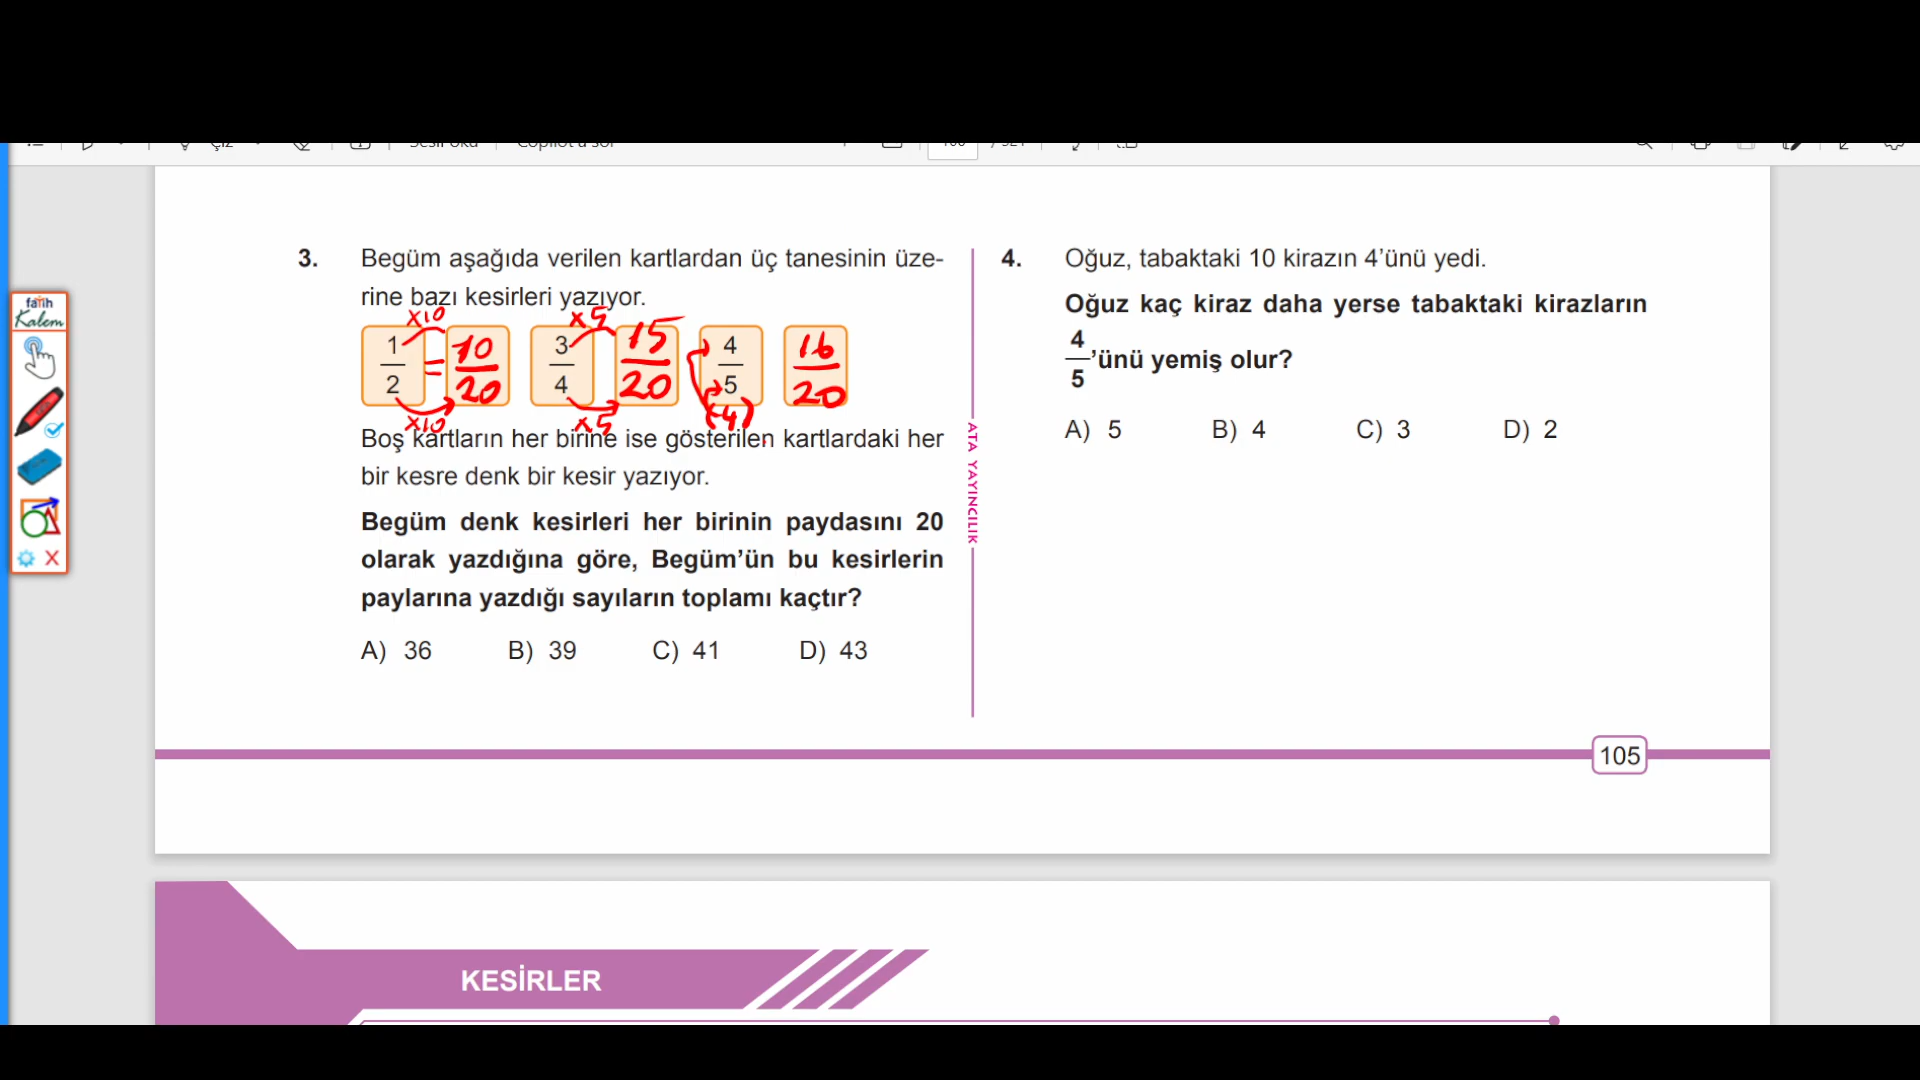 Çiz
Sesli oku
Copilot'a sor
fatih
Kalem
3. Begüm aşağıda verilen kartlardan üç tanesinin üze-
rine bazı kesirleri yazıyor.
x10 x5
1/2 = 10/20 3/4 15/20 4/5 16/20
x10 x5 (4)
Boş kartların her birine ise gösterilen kartlardaki her
bir kesre denk bir kesir yazıyor.
Begüm denk kesirleri her birinin paydasını 20
olarak yazdığına göre, Begüm'ün bu kesirlerin
paylarına yazdığı sayıların toplamı kaçtır?
A) 36 B) 39 C) 41 D) 43
ATA YAYINCILIK
4. Oğuz, tabaktaki 10 kirazın 4'ünü yedi.
Oğuz kaç kiraz daha yerse tabaktaki kirazların
4/5'ünü yemiş olur?
A) 5 B) 4 C) 3 D) 2
105
KESİRLER